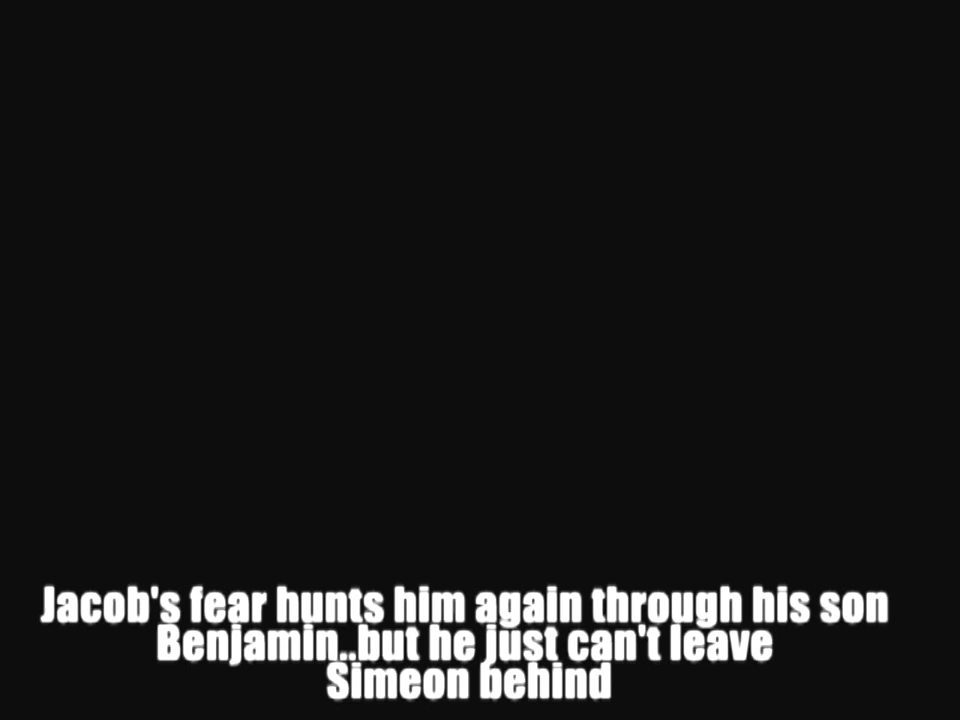 Jacob's fear hunts him again through his son
Benjamin..but he just can't leave
Simeon behind